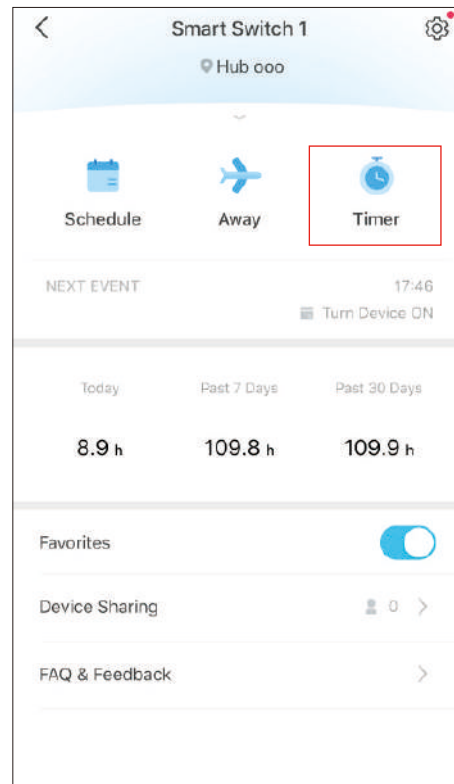 Smart Switch 1
Hub ooo
Schedule Away Timer
NEXT EVENT 17:46
Turn Device ON
Today Past 7 Days Past 30 Days
8.9 h 109.8 h 109.9 h
Favorites
Device Sharing 0
FAQ & Feedback